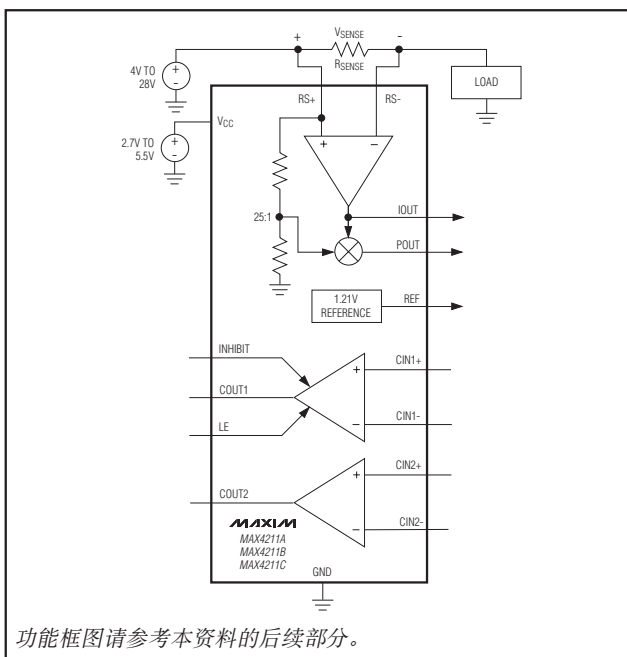 + VSENSE -
RSENSE
4V TO
28V
LOAD
RS+ RS-
VCC
2.7V TO
5.5V
+ -
25:1
IOUT
POUT
1.21V
REFERENCE
REF
INHIBIT
CIN1+
COUT1
CIN1-
LE
CIN2+
COUT2
CIN2-
MAXIM
MAX4211A
MAX4211B
MAX4211C
GND
功能框图请参考本资料的后续部分。